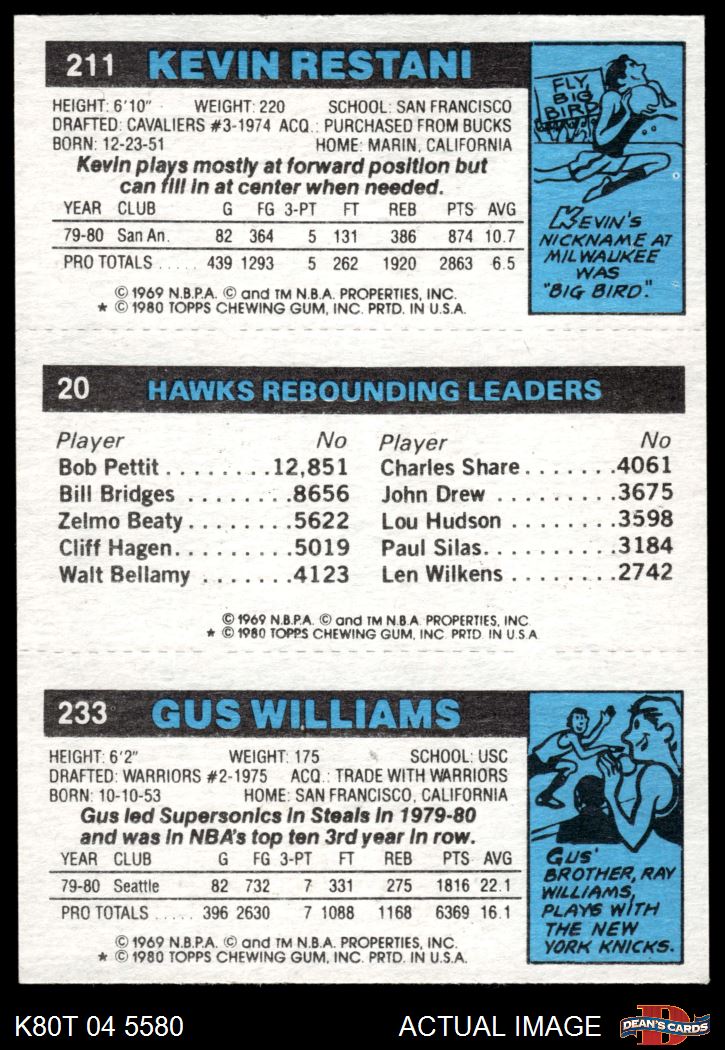 211 KEVIN RESTANI
HEIGHT: 6'10" WEIGHT: 220 SCHOOL: SAN FRANCISCO
DRAFTED: CAVALIERS #3-1974 ACQ.: PURCHASED FROM BUCKS
BORN: 12-23-51 HOME: MARIN, CALIFORNIA
Kevin plays mostly at forward position but
can fill in at center when needed.
YEAR CLUB G FG 3-PT FT REB PTS AVG
79-80 San An. 82 364 5 131 386 874 10.7
PRO TOTALS ..... 439 1293 5 262 1920 2863 6.5
© 1969 N.B.P.A. © and TM N.B.A. PROPERTIES, INC.
★ © 1980 TOPPS CHEWING GUM, INC. PRTD. IN U.S.A.
FLY,
BIG
BIRD
KEVIN'S
NICKNAME AT
MILWAUKEE
WAS
"BIG BIRD."
20 HAWKS REBOUNDING LEADERS
Player No Player No
Bob Pettit ........12,851 Charles Share .......4061
Bill Bridges ........8656 John Drew .........3675
Zelmo Beaty ........5622 Lou Hudson ........3598
Cliff Hagen.........5019 Paul Silas.........3184
Walt Bellamy .......4123 Len Wilkens ........2742
© 1969 N.B.P.A. © and TM N.B.A. PROPERTIES, INC.
★ © 1980 TOPPS CHEWING GUM, INC. PRTD. IN U.S.A.
233 GUS WILLIAMS
HEIGHT: 6'2" WEIGHT: 175 SCHOOL: USC
DRAFTED: WARRIORS #2-1975 ACQ.: TRADE WITH WARRIORS
BORN: 10-10-53 HOME: SAN FRANCISCO, CALIFORNIA
Gus led Supersonics in Steals in 1979-80
and was in NBA's top ten 3rd year in row.
YEAR CLUB G FG 3-PT FT REB PTS AVG
79-80 Seattle 82 732 7 331 275 1816 22.1
PRO TOTALS ..... 396 2630 7 1088 1168 6369 16.1
© 1969 N.B.P.A. © and TM N.B.A. PROPERTIES, INC.
★ © 1980 TOPPS CHEWING GUM, INC. PRTD. IN U.S.A.
GUS'
BROTHER, RAY
WILLIAMS,
PLAYS WITH
THE NEW
YORK KNICKS.
K80T 04 5580 ACTUAL IMAGE
D
DEAN'S CARDS